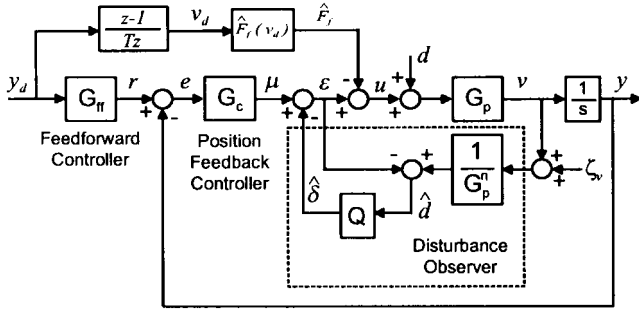 z-1
Tz
v_d
F̂_f(v_d)
F̂_f
y_d
G_ff
r
+
-
e
G_c
μ
+
-
ε
-
+
u
+
d
+
G_p
v
1
s
y
Feedforward
Controller
Position
Feedback
Controller
δ̂
Q
-
+
d̂
1
G_p^n
+
+
ζ_v
Disturbance
Observer